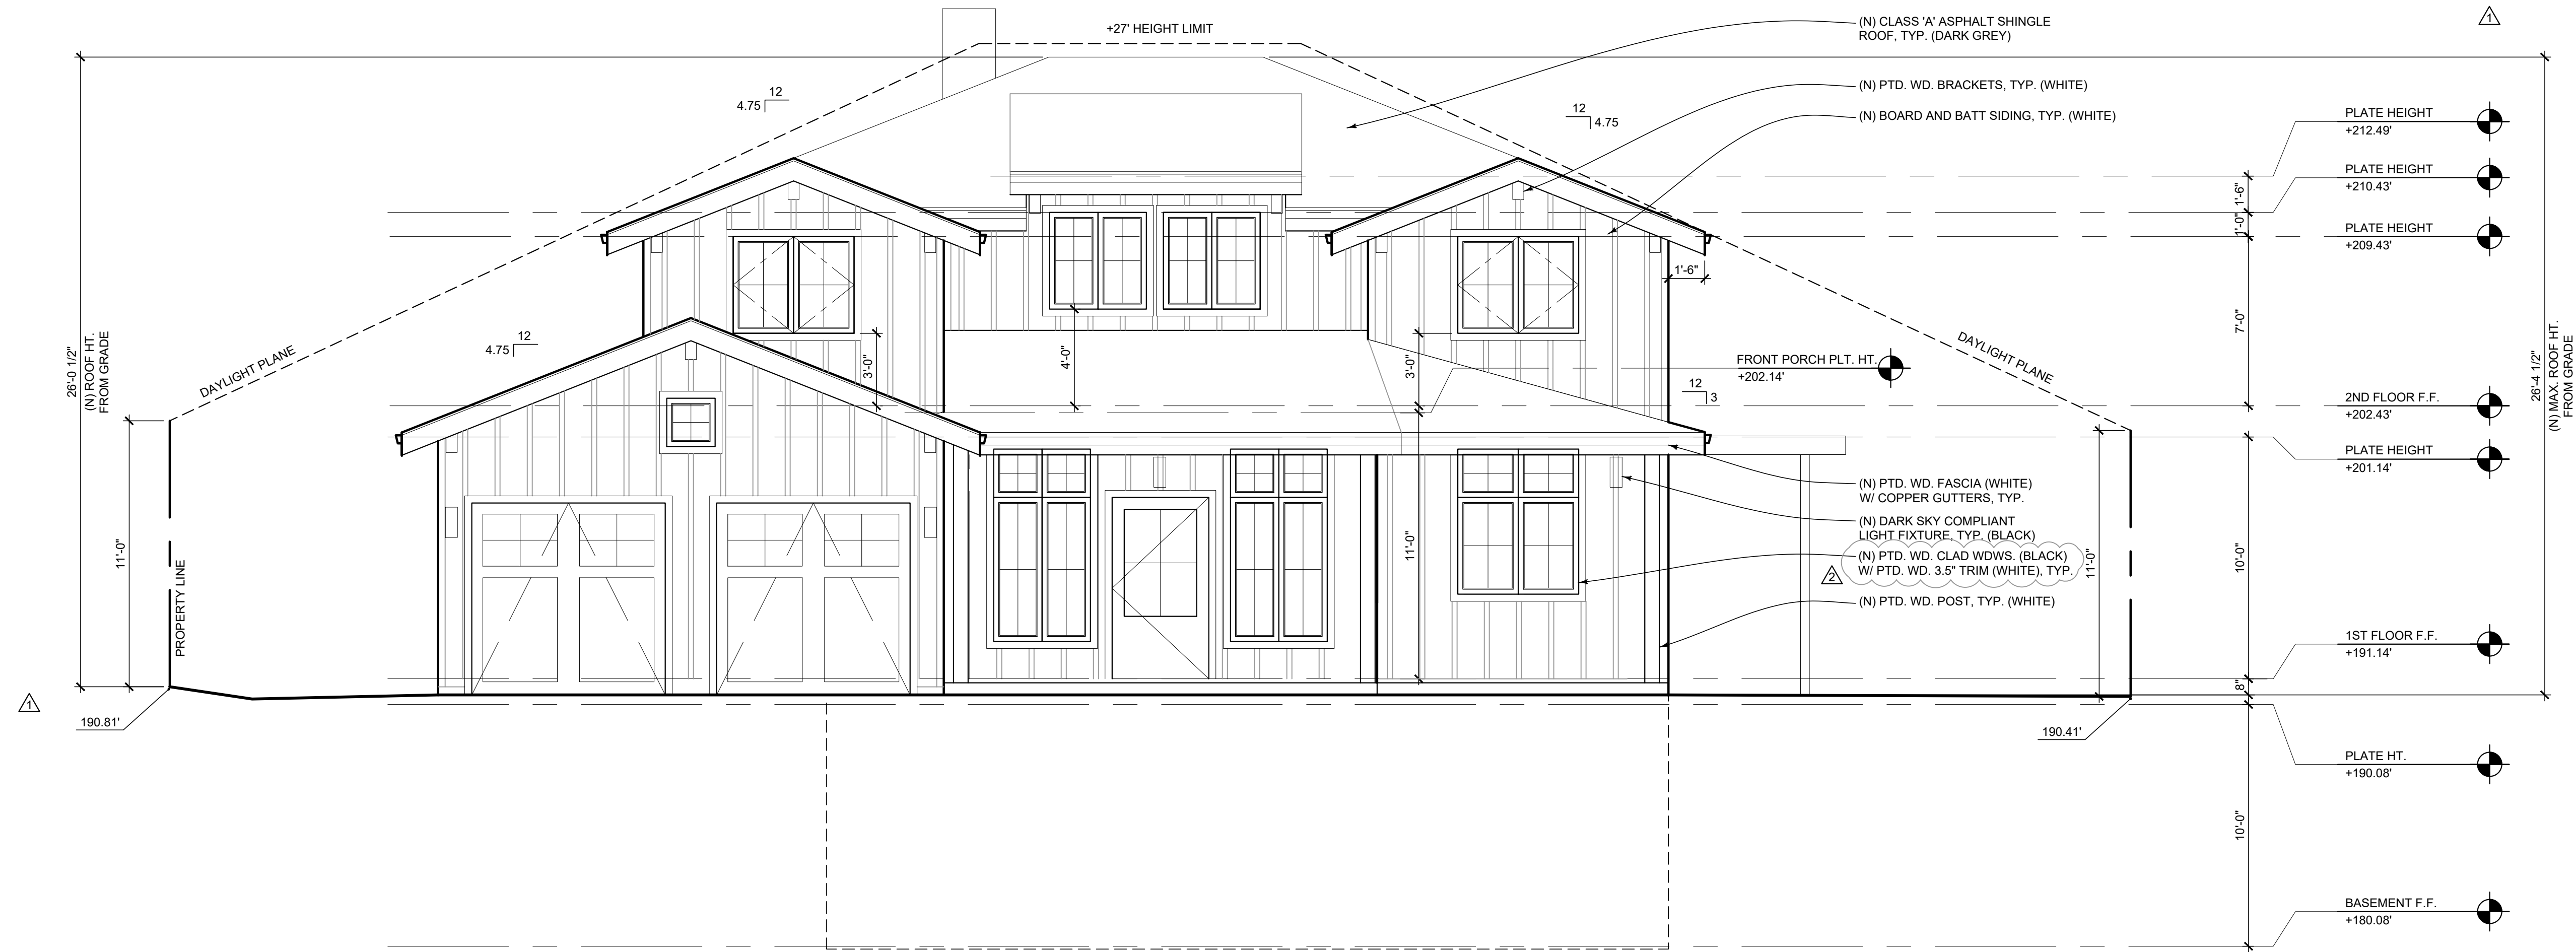 +27' HEIGHT LIMIT
(N) CLASS 'A' ASPHALT SHINGLE
ROOF, TYP. (DARK GREY)
1
(N) PTD. WD. BRACKETS, TYP. (WHITE)
(N) BOARD AND BATT SIDING, TYP. (WHITE)
12
4.75
12
4.75
PLATE HEIGHT
+212.49'
PLATE HEIGHT
+210.43'
PLATE HEIGHT
+209.43'
1'-6"
1'-0"
1'-6"
7'-0"
26'-0 1/2"
(N) ROOF HT.
FROM GRADE
DAYLIGHT PLANE
12
4.75
3'-0"
4'-0"
3'-0"
FRONT PORCH PLT. HT.
+202.14'
12
3
DAYLIGHT PLANE
26'-4 1/2"
(N) MAX. ROOF HT.
FROM GRADE
2ND FLOOR F.F.
+202.43'
PLATE HEIGHT
+201.14'
11'-0"
PROPERTY LINE
11'-0"
(N) PTD. WD. FASCIA (WHITE)
W/ COPPER GUTTERS, TYP.
(N) DARK SKY COMPLIANT
LIGHT FIXTURE, TYP. (BLACK)
(N) PTD. WD. CLAD WDWS. (BLACK)
W/ PTD. WD. 3.5" TRIM (WHITE), TYP.
2
(N) PTD. WD. POST, TYP. (WHITE)
11'-0"
10'-0"
1ST FLOOR F.F.
+191.14'
8"
1
190.81'
190.41'
PLATE HT.
+190.08'
10'-0"
BASEMENT F.F.
+180.08'